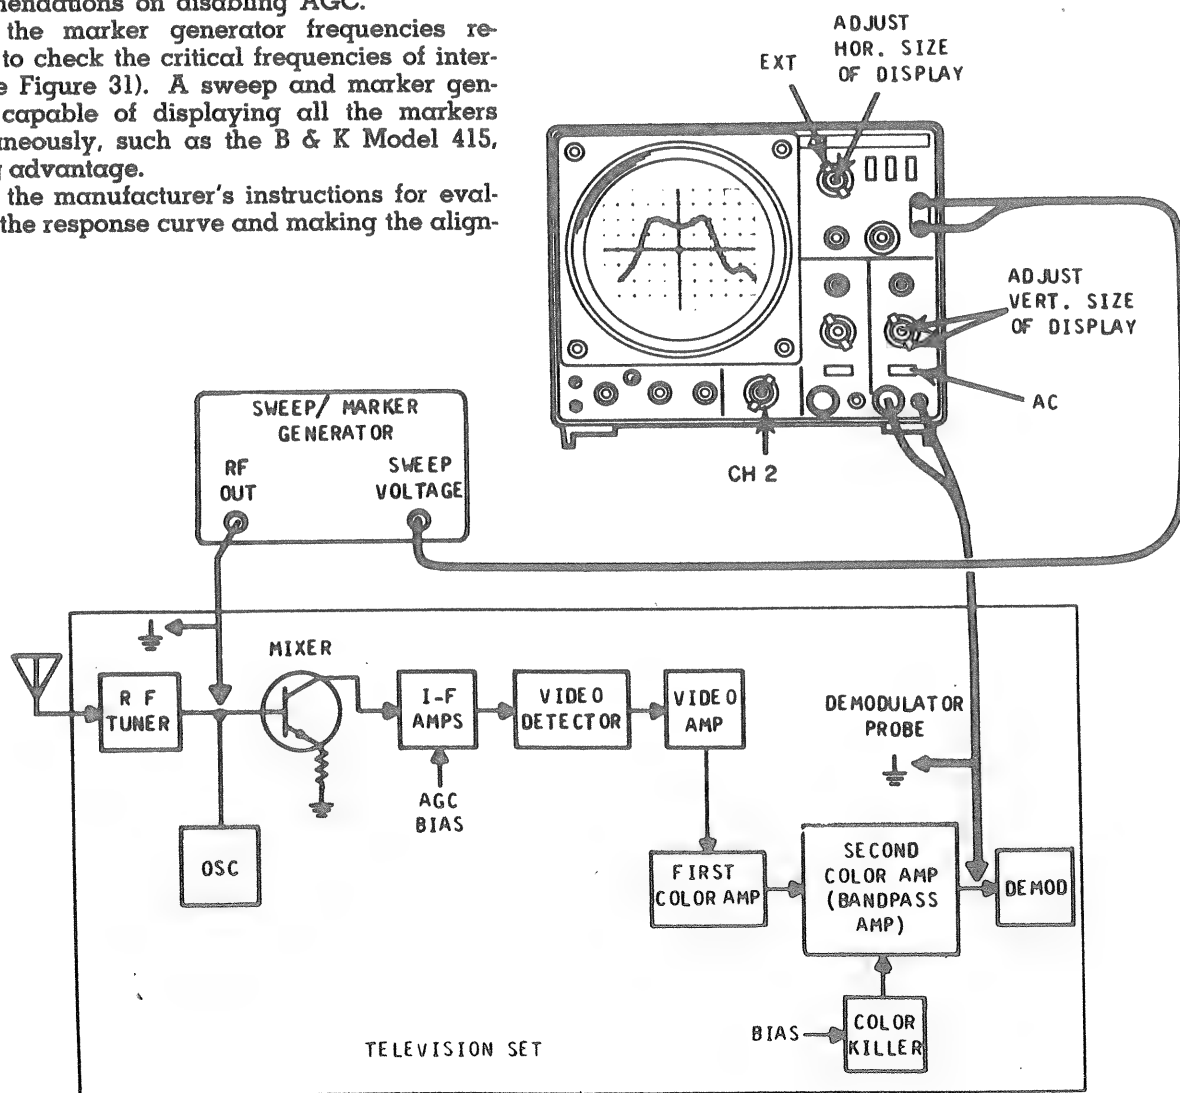 mendations on disabling AGC.
the marker generator frequencies re-
to check the critical frequencies of inter-
e Figure 31). A sweep and marker gen-
capable of displaying all the markers
neously, such as the B & K Model 415,
advantage.
the manufacturer's instructions for eval-
the response curve and making the align-
EXT
ADJUST
HOR. SIZE
OF DISPLAY
ADJUST
VERT. SIZE
OF DISPLAY
AC
CH 2
SWEEP/ MARKER
GENERATOR
RF
OUT
SWEEP
VOLTAGE
MIXER
RF
TUNER
OSC
I-F
AMPS
AGC
BIAS
VIDEO
DETECTOR
VIDEO
AMP
DEMODULATOR
PROBE
FIRST
COLOR AMP
SECOND
COLOR AMP
(BANDPASS
AMP)
DEMOD
BIAS
COLOR
KILLER
TELEVISION SET